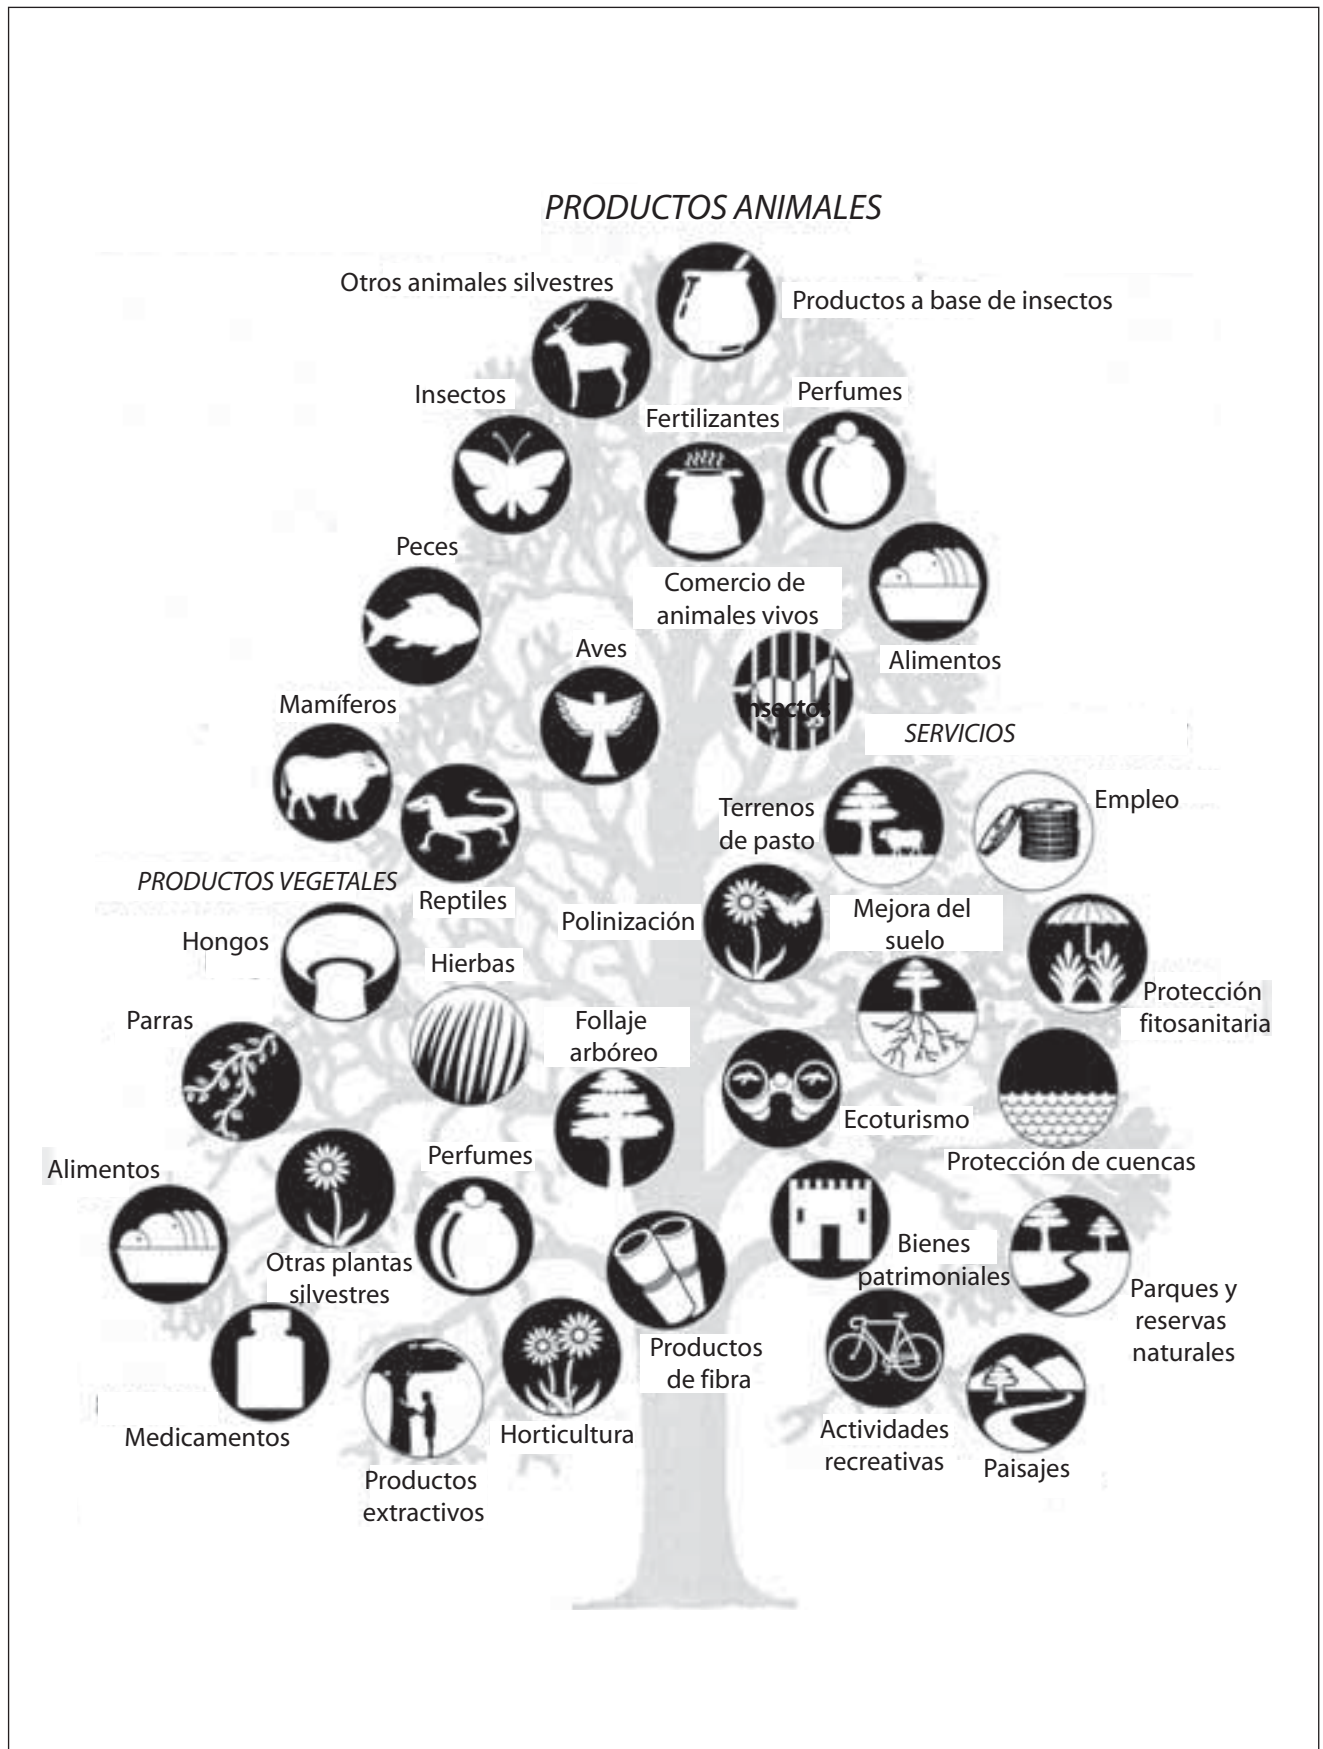 PRODUCTOS ANIMALES
Otros animales silvestres
Productos a base de insectos
Insectos
Perfumes
Fertilizantes
Peces
Comercio de
animales vivos
Aves
Alimentos
Mamíferos
nsectos
SERVICIOS
Terrenos
de pasto
Empleo
PRODUCTOS VEGETALES
Reptiles
Polinización
Mejora del
suelo
Hongos
Hierbas
Protección
fitosanitaria
Parras
Follaje
arbóreo
Ecoturismo
Alimentos
Perfumes
Protección de cuencas
Otras plantas
silvestres
Bienes
patrimoniales
Parques y
reservas
naturales
Productos
de fibra
Medicamentos
Horticultura
Actividades
recreativas
Paisajes
Productos
extractivos